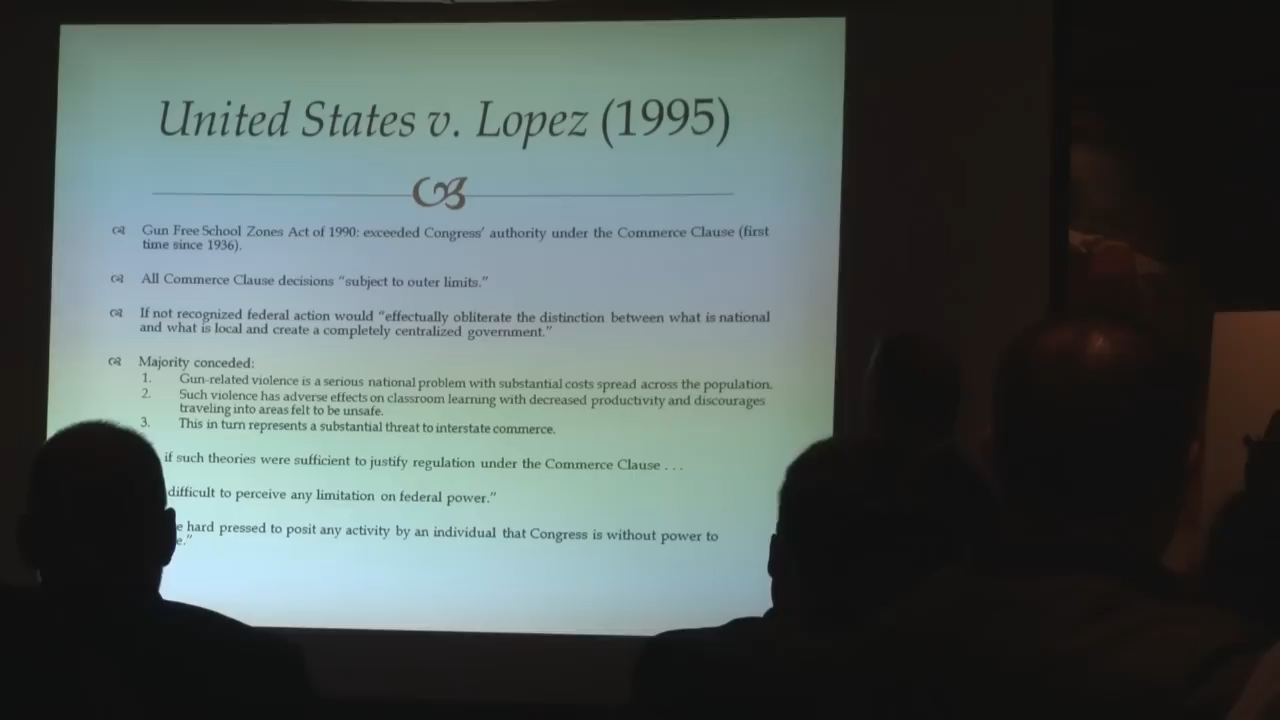 United States v. Lopez (1995)
Gun Free School Zones Act of 1990: exceeded Congress' authority under the Commerce Clause (first
time since 1936).
All Commerce Clause decisions "subject to outer limits."
If not recognized federal action would "effectually obliterate the distinction between what is national
and what is local and create a completely centralized government."
Majority conceded:
1. Gun-related violence is a serious national problem with substantial costs spread across the population.
2. Such violence has adverse effects on classroom learning with decreased productivity and discourages
traveling into areas felt to be unsafe.
3. This in turn represents a substantial threat to interstate commerce.
if such theories were sufficient to justify regulation under the Commerce Clause . . .
difficult to perceive any limitation on federal power."
hard pressed to posit any activity by an individual that Congress is without power to